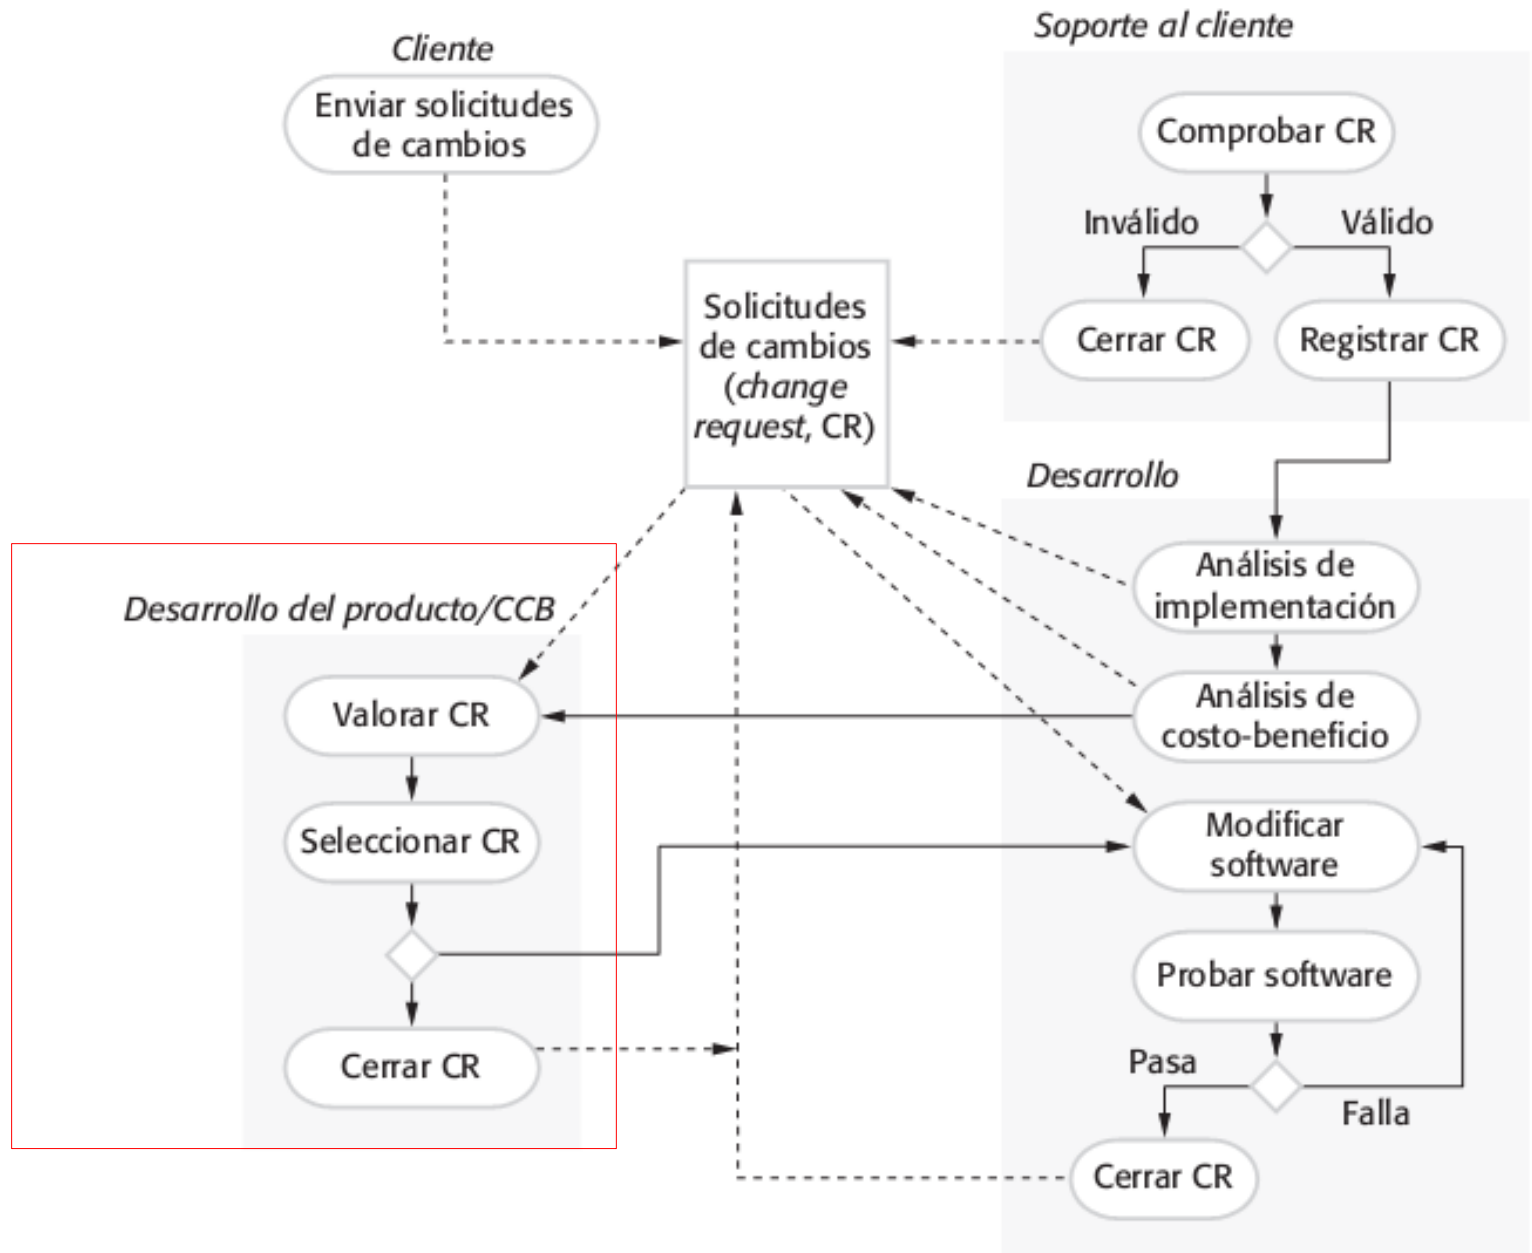 Cliente
Enviar solicitudes
de cambios
Soporte al cliente
Comprobar CR
Inválido
Válido
Cerrar CR
Registrar CR
Solicitudes
de cambios
(change
request, CR)
Desarrollo
Análisis de
implementación
Análisis de
costo-beneficio
Modificar
software
Probar software
Pasa
Falla
Cerrar CR
Desarrollo del producto/CCB
Valorar CR
Seleccionar CR
Cerrar CR